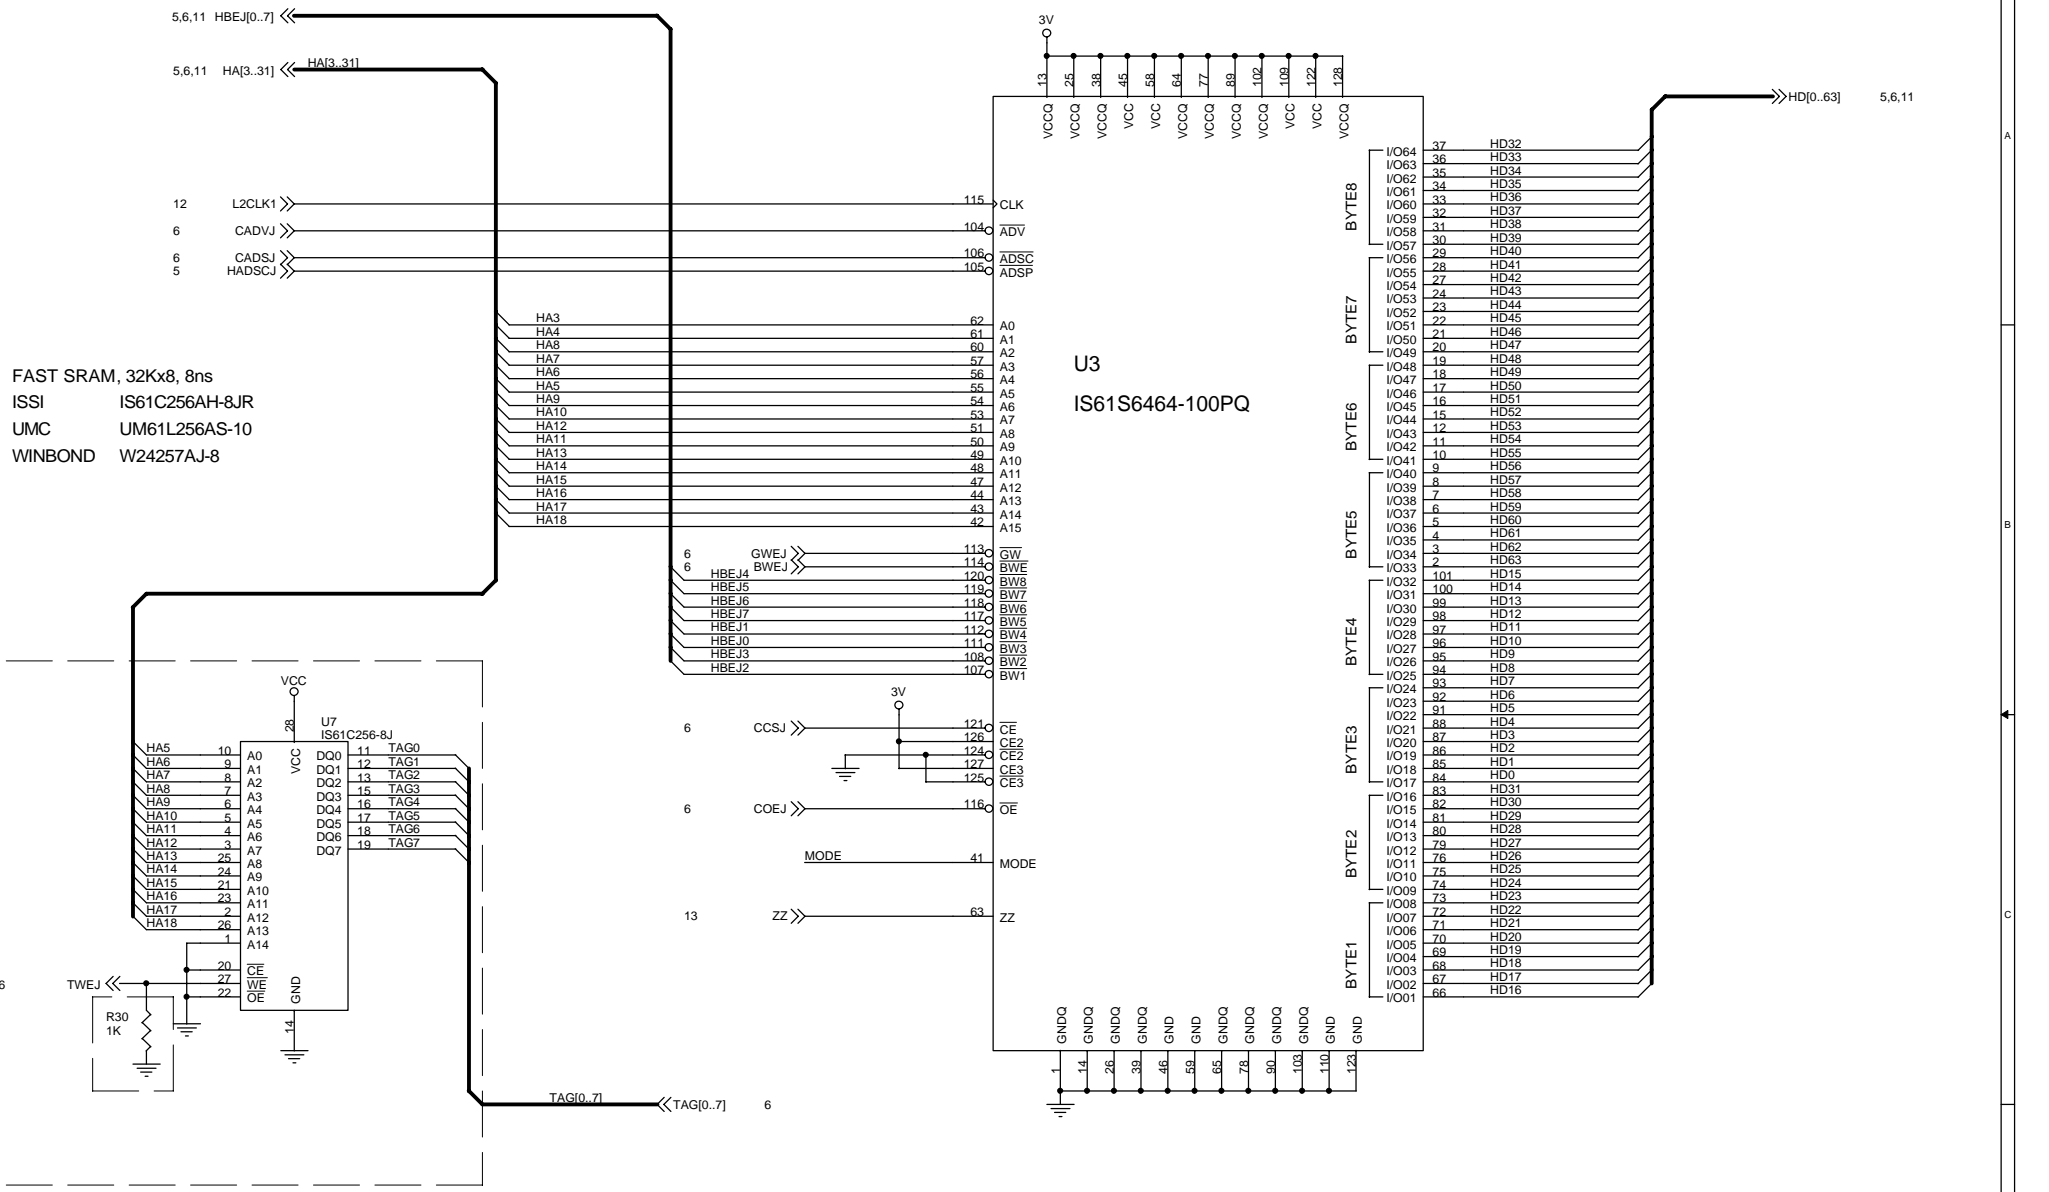 5,6,11 HBEJ[0..7]
5,6,11 HA[3..31] HA[3..31]
3V
13 25 38 45 58 64 77 89 102 109 122 128
VCCQ VCCQ VCCQ VCC VCC VCCQ VCCQ VCCQ VCCQ VCC VCC VCCQ
HD[0..63] 5,6,11
12 L2CLK1 115 CLK
6 CADVJ 104 ADV
6 CADSJ 106 ADSC
5 HADSCJ 105 ADSP
HA3 62 A0
HA4 61 A1
HA8 60 A2
HA7 57 A3
HA6 56 A4
HA5 55 A5
HA9 54 A6
HA10 53 A7
HA12 51 A8
HA11 50 A9
HA13 49 A10
HA14 48 A11
HA15 47 A12
HA16 44 A13
HA17 43 A14
HA18 42 A15
6 GWEJ 113 GW
6 BWEJ 114 BWE
HBEJ4 120 BW8
HBEJ5 119 BW7
HBEJ6 118 BW6
HBEJ7 117 BW5
HBEJ1 112 BW4
HBEJ0 111 BW3
HBEJ3 108 BW2
HBEJ2 107 BW1
3V
6 CCSJ 121 CE
126 CE2
124 CE2
127 CE3
125 CE3
6 COEJ 116 OE
MODE 41 MODE
13 ZZ 63 ZZ
U3
IS61S6464-100PQ
BYTE8
I/O64 37 HD32
I/O63 36 HD33
I/O62 35 HD34
I/O61 34 HD35
I/O60 33 HD36
I/O59 32 HD37
I/O58 31 HD38
I/O57 30 HD39
BYTE7
I/O56 29 HD40
I/O55 28 HD41
I/O54 27 HD42
I/O53 24 HD43
I/O52 23 HD44
I/O51 22 HD45
I/O50 21 HD46
I/O49 20 HD47
BYTE6
I/O48 19 HD48
I/O47 18 HD49
I/O46 17 HD50
I/O45 16 HD51
I/O44 15 HD52
I/O43 12 HD53
I/O42 11 HD54
I/O41 10 HD55
BYTE5
I/O40 9 HD56
I/O39 8 HD57
I/O38 7 HD58
I/O37 6 HD59
I/O36 5 HD60
I/O35 4 HD61
I/O34 3 HD62
I/O33 2 HD63
BYTE4
I/O32 101 HD15
I/O31 100 HD14
I/O30 99 HD13
I/O29 98 HD12
I/O28 97 HD11
I/O27 96 HD10
I/O26 95 HD9
I/O25 94 HD8
BYTE3
I/O24 93 HD7
I/O23 92 HD6
I/O22 91 HD5
I/O21 88 HD4
I/O20 87 HD3
I/O19 86 HD2
I/O18 85 HD1
I/O17 84 HD0
BYTE2
I/O16 83 HD31
I/O15 82 HD30
I/O14 81 HD29
I/O13 80 HD28
I/O12 79 HD27
I/O11 76 HD26
I/O10 75 HD25
I/O09 74 HD24
BYTE1
I/O08 73 HD23
I/O07 72 HD22
I/O06 71 HD21
I/O05 70 HD20
I/O04 69 HD19
I/O03 68 HD18
I/O02 67 HD17
I/O01 66 HD16
GNDQ GNDQ GNDQ GNDQ GND GND GNDQ GNDQ GNDQ GNDQ GND GND
1 14 26 39 46 59 65 78 90 103 110 123
FAST SRAM, 32Kx8, 8ns
ISSI IS61C256AH-8JR
UMC UM61L256AS-10
WINBOND W24257AJ-8
VCC
28
U7
IS61C256-8J
VCC
HA5 10 A0 DQ0 11 TAG0
HA6 9 A1 DQ1 12 TAG1
HA7 8 A2 DQ2 13 TAG2
HA8 7 A3 DQ3 15 TAG3
HA9 6 A4 DQ4 16 TAG4
HA10 5 A5 DQ5 17 TAG5
HA11 4 A6 DQ6 18 TAG6
HA12 3 A7 DQ7 19 TAG7
HA13 25 A8
HA14 24 A9
HA15 21 A10
HA16 23 A11
HA17 2 A12
HA18 26 A13
1 A14
20 CE
6 TWEJ 27 WE
22 OE
GND
14
R30
1K
TAG[0..7] TAG[0..7] 6
A
B
C